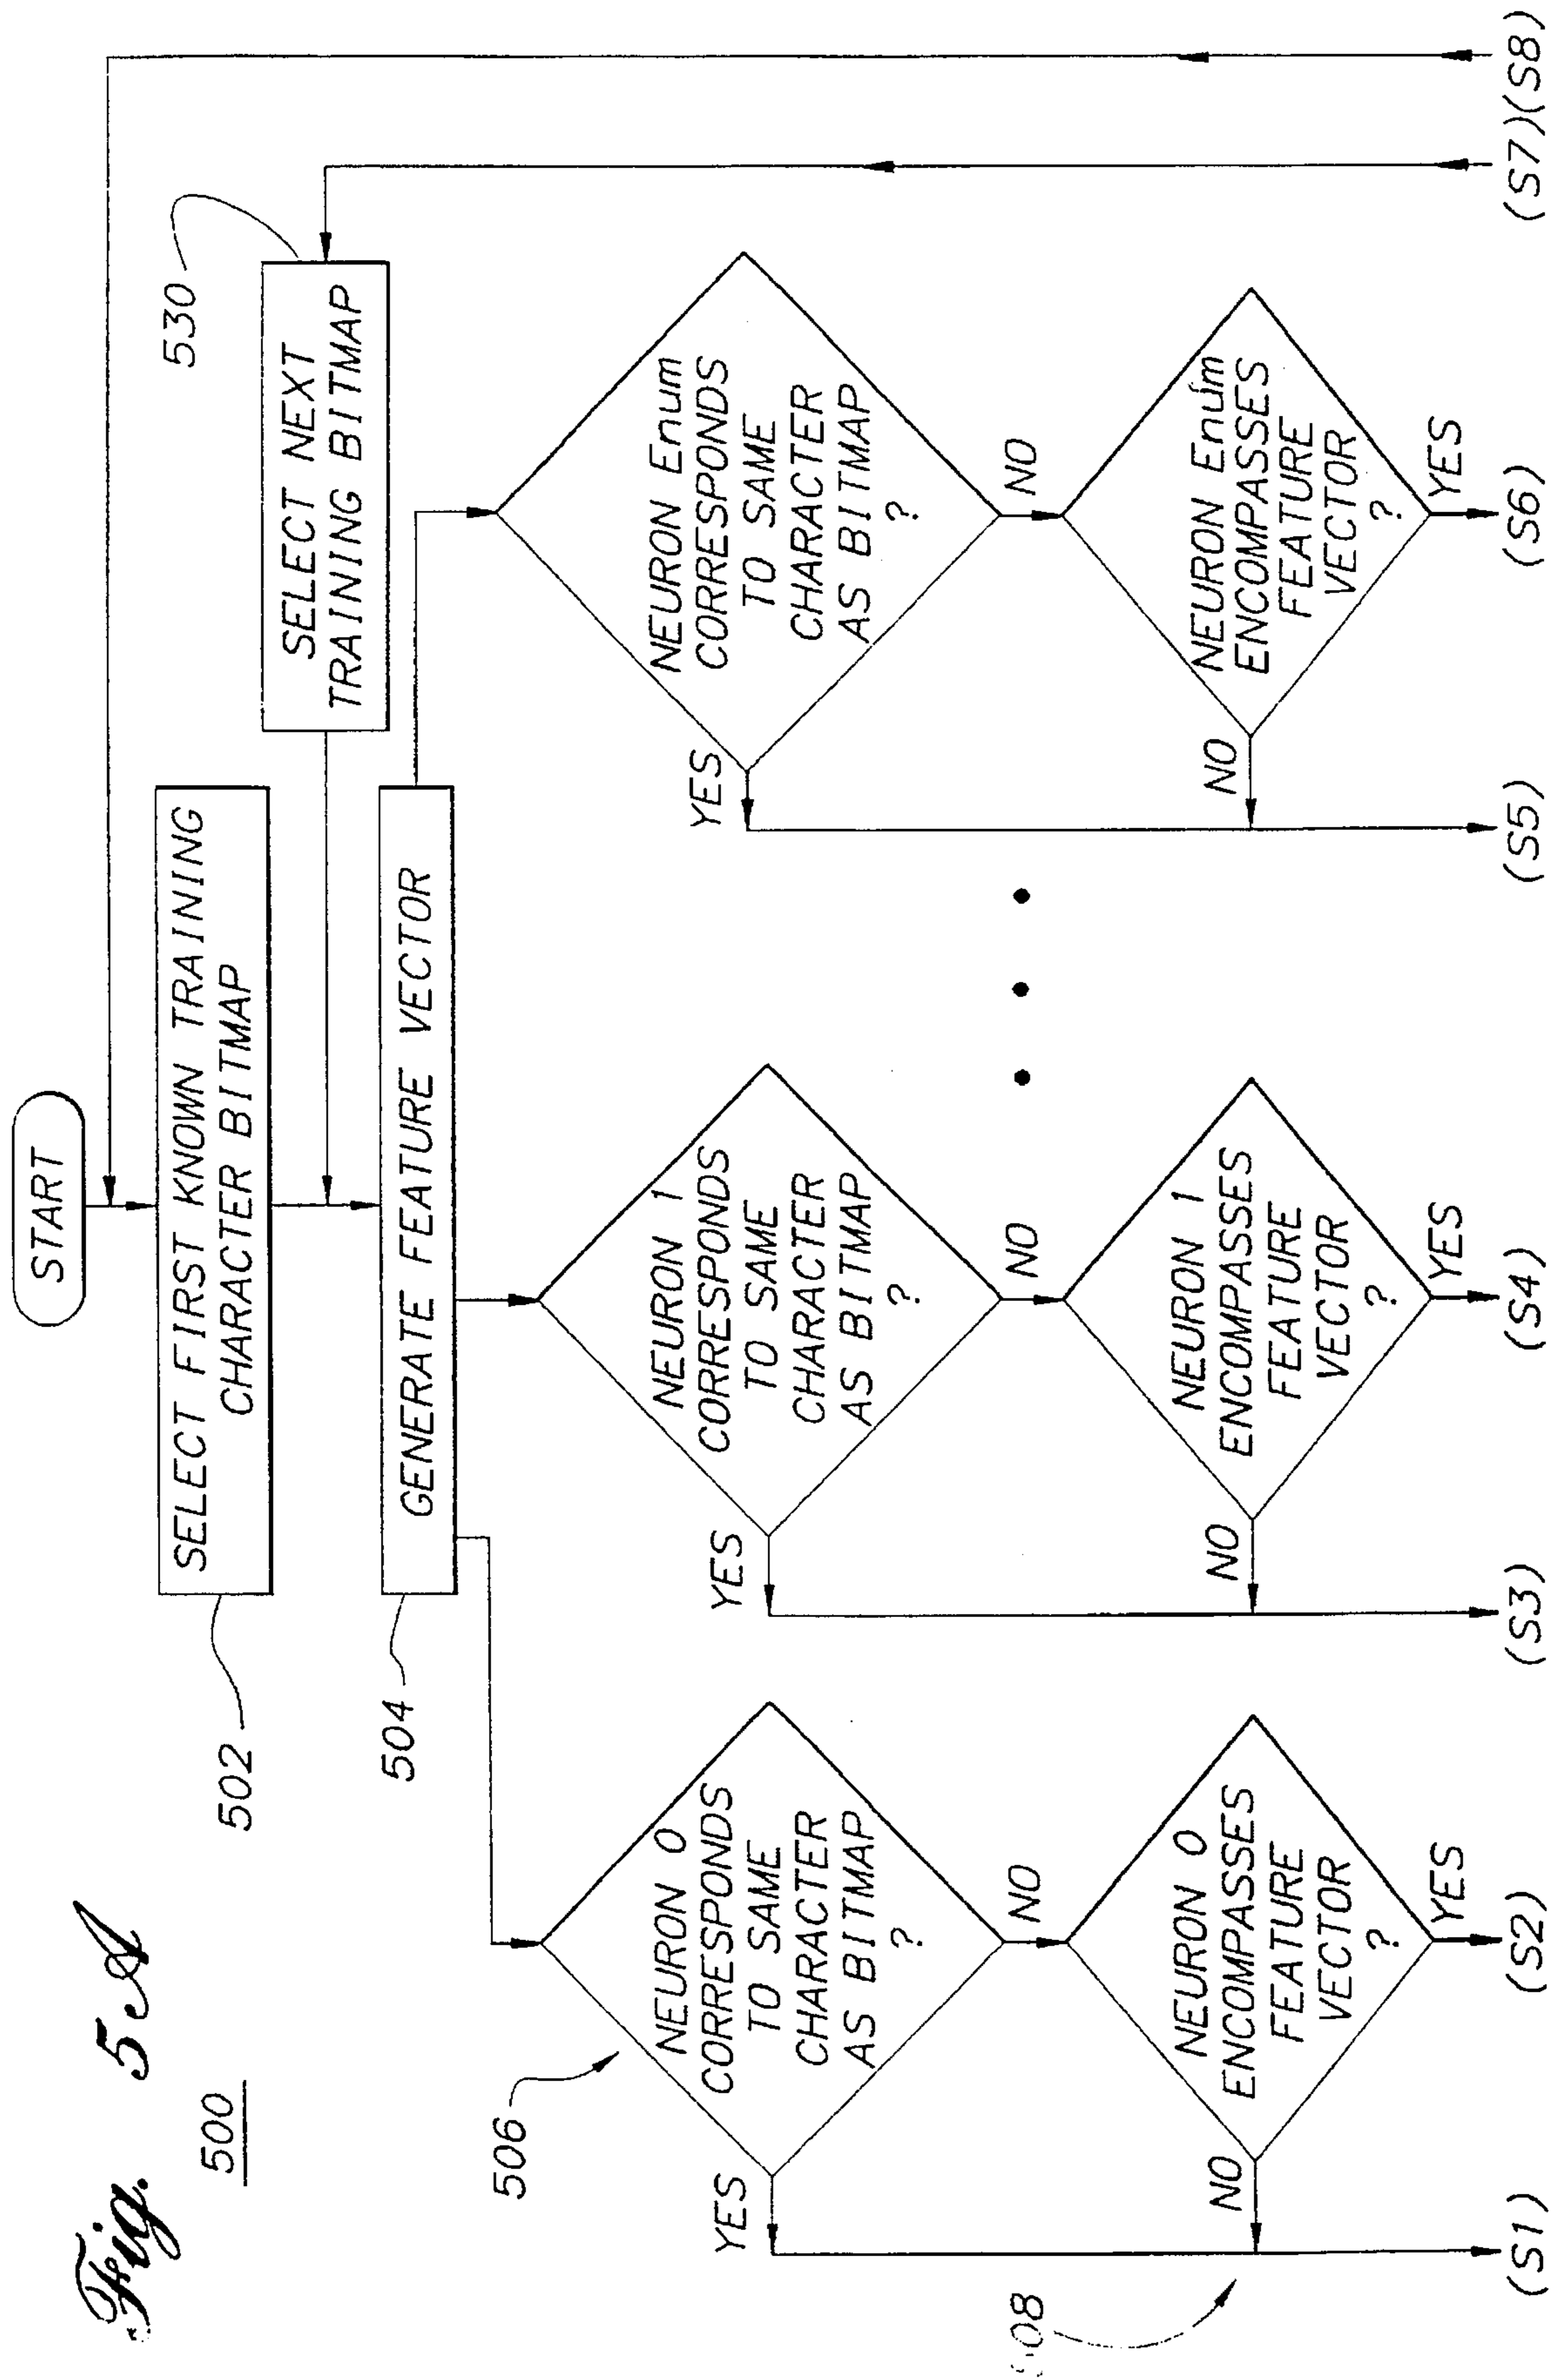 Fig. 5A
500
START
502
SELECT FIRST KNOWN TRAINING
CHARACTER BITMAP
530
SELECT NEXT
TRAINING BITMAP
504
GENERATE FEATURE VECTOR
506
NEURON 0
CORRESPONDS
TO SAME
CHARACTER
AS BITMAP
?
YES
NO
NEURON 1
CORRESPONDS
TO SAME
CHARACTER
AS BITMAP
?
YES
NO
NEURON Enum
CORRESPONDS
TO SAME
CHARACTER
AS BITMAP
?
YES
NO
NEURON 0
ENCOMPASSES
FEATURE
VECTOR
?
NO
YES
NEURON 1
ENCOMPASSES
FEATURE
VECTOR
?
NO
YES
NEURON Enum
ENCOMPASSES
FEATURE
VECTOR
?
NO
YES
(S1)
(S2)
(S3)
(S4)
(S5)
(S6)
(S7)(S8)